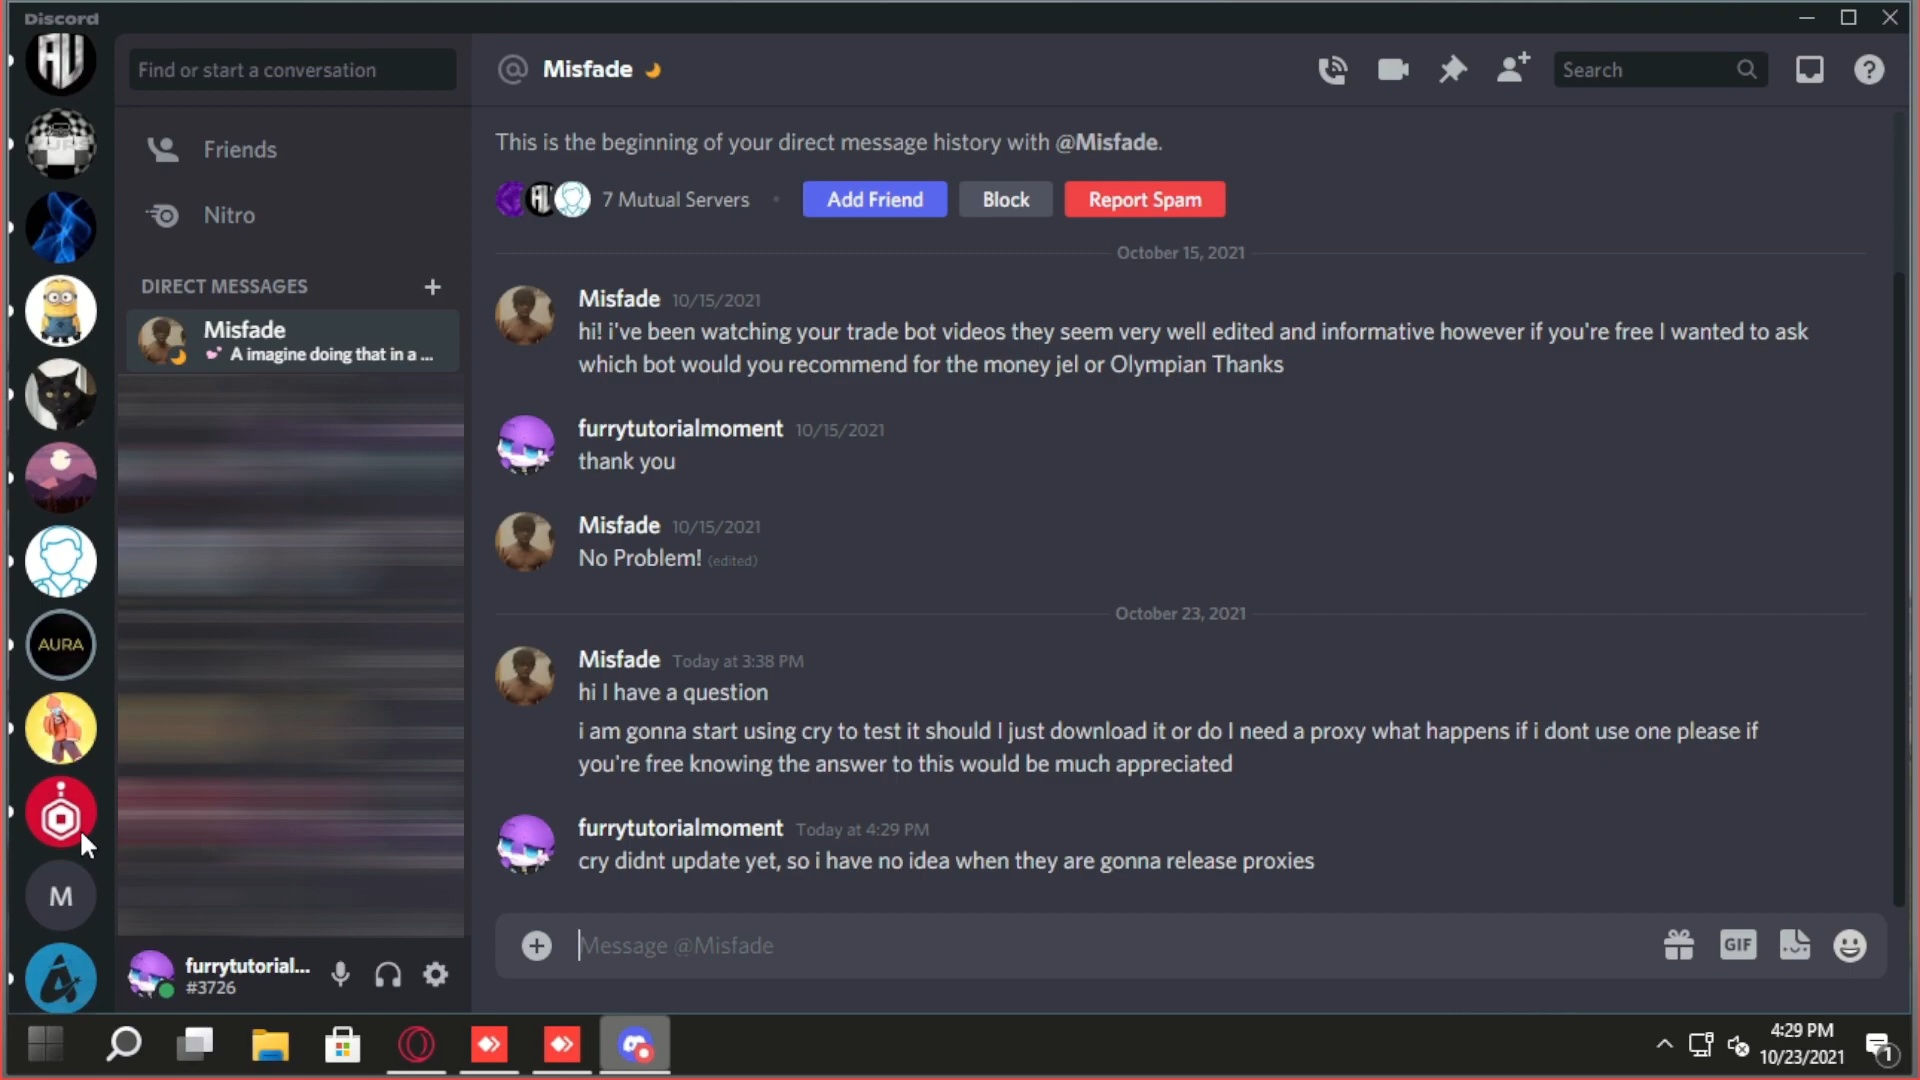 Discord
Find or start a conversation
Friends
Nitro
DIRECT MESSAGES
Misfade
A imagine doing that in a ...
AURA
M
furrytutorial...
#3726
Misfade
Search
This is the beginning of your direct message history with @Misfade.
7 Mutual Servers
Add Friend
Block
Report Spam
October 15, 2021
Misfade 10/15/2021
hi! i've been watching your trade bot videos they seem very well edited and informative however if you're free I wanted to ask
which bot would you recommend for the money jel or Olympian Thanks
furrytutorialmoment 10/15/2021
thank you
Misfade 10/15/2021
No Problem! (edited)
October 23, 2021
Misfade Today at 3:38 PM
hi I have a question
i am gonna start using cry to test it should I just download it or do I need a proxy what happens if i dont use one please if
you're free knowing the answer to this would be much appreciated
furrytutorialmoment Today at 4:29 PM
cry didnt update yet, so i have no idea when they are gonna release proxies
Message @Misfade
GIF
4:29 PM
10/23/2021
1